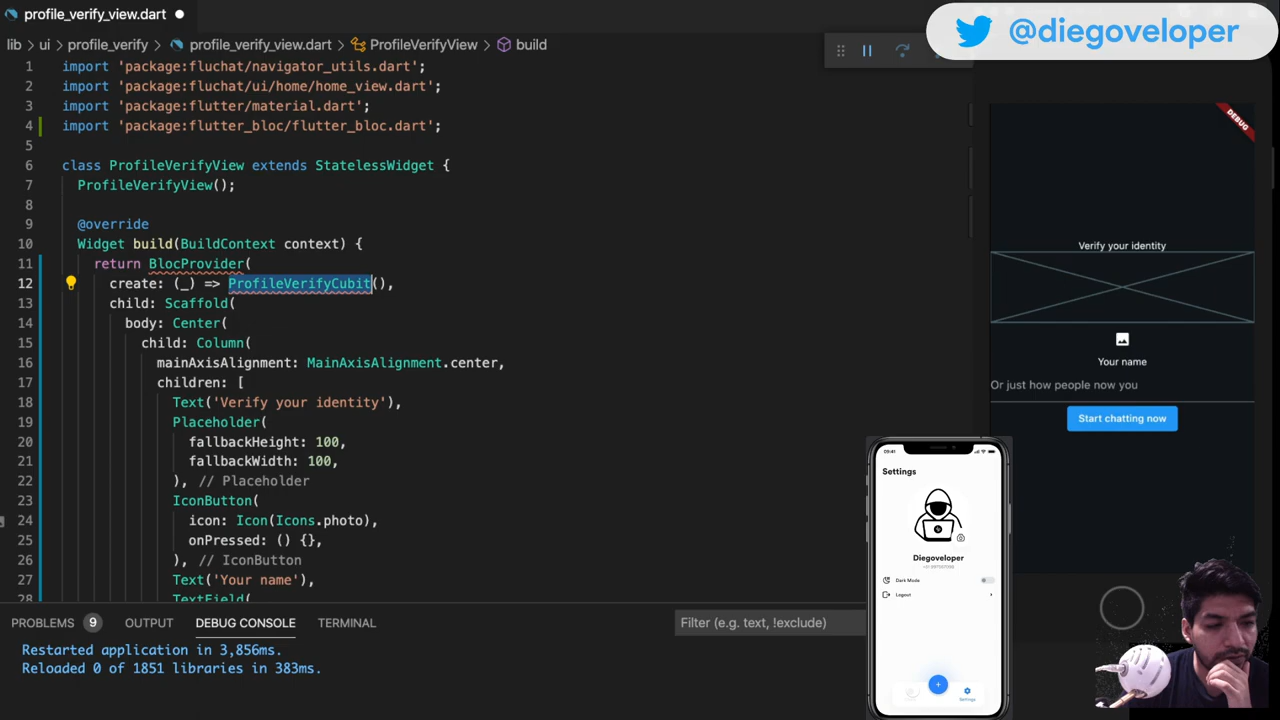 profile_verify_view.dart
@diegoveloper
lib > ui > profile_verify > profile_verify_view.dart > ProfileVerifyView > build
1 import 'package:fluchat/navigator_utils.dart';
2 import 'package:fluchat/ui/home/home_view.dart';
3 import 'package:flutter/material.dart';
4 import 'package:flutter_bloc/flutter_bloc.dart';
5
6 class ProfileVerifyView extends StatelessWidget {
7 ProfileVerifyView();
8
9 @override
10 Widget build(BuildContext context) {
11 return BlocProvider(
12 create: (_) => ProfileVerifyCubit(),
13 child: Scaffold(
14 body: Center(
15 child: Column(
16 mainAxisAlignment: MainAxisAlignment.center,
17 children: [
18 Text('Verify your identity'),
19 Placeholder(
20 fallbackHeight: 100,
21 fallbackWidth: 100,
22 ), // Placeholder
23 IconButton(
24 icon: Icon(Icons.photo),
25 onPressed: () {},
26 ), // IconButton
27 Text('Your name'),
28 TextField(
PROBLEMS 9 OUTPUT DEBUG CONSOLE TERMINAL
Filter (e.g. text, !exclude)
Restarted application in 3,856ms.
Reloaded 0 of 1851 libraries in 383ms.
DEBUG
Verify your identity
Your name
Or just how people now you
Start chatting now
09:41
Settings
Diegoveloper
Dark Mode
Logout
Settings